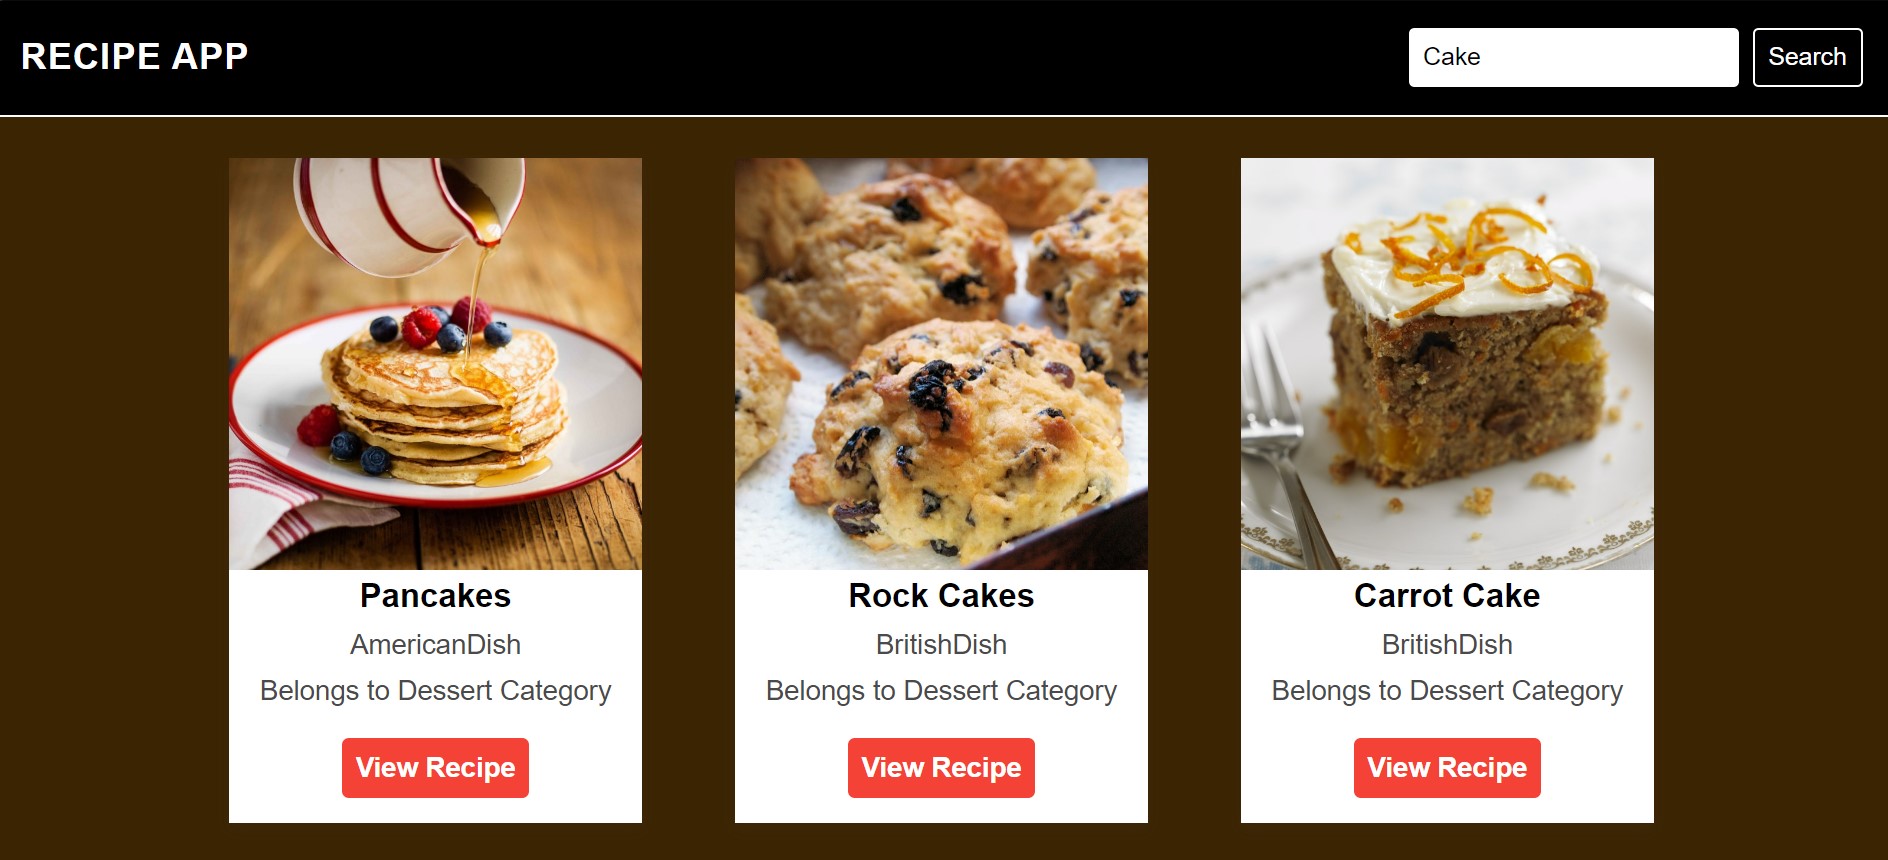 RECIPE APP
Cake
Search
Pancakes
AmericanDish
Belongs to Dessert Category
View Recipe
Rock Cakes
BritishDish
Belongs to Dessert Category
View Recipe
Carrot Cake
BritishDish
Belongs to Dessert Category
View Recipe